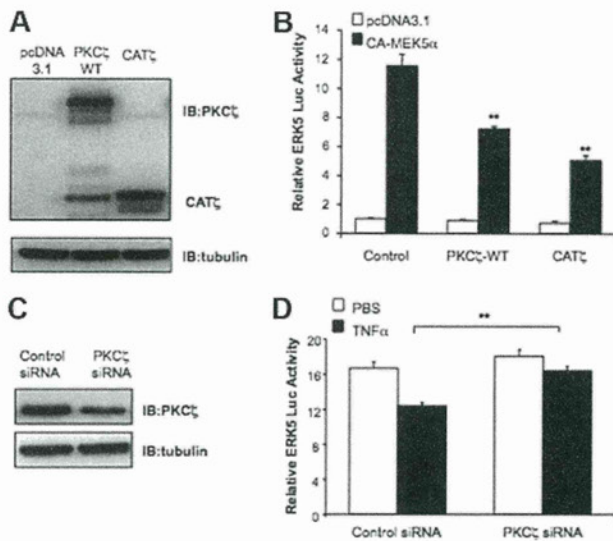 A
pcDNA 3.1
PKCζ WT
CATζ
IB:PKCζ
CATζ
IB:tubulin
B
pcDNA3.1
CA-MEK5α
Relative ERK5 Luc Activity
14
12
10
8
6
4
2
0
**
**
Control
PKCζ-WT
CATζ
C
Control siRNA
PKCζ siRNA
IB:PKCζ
IB:tubulin
D
PBS
TNFα
**
Relative ERK5 Luc Activity
20
16
12
8
4
0
Control siRNA
PKCζ siRNA